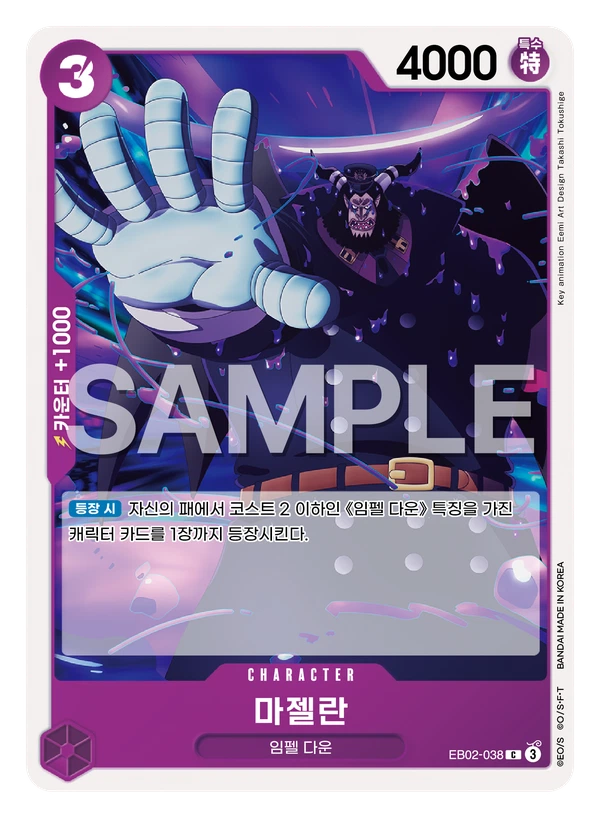 3
4000
특수
特
Key animation Eemi Art Design Takashi Tokushige
카운터 +1000
SAMPLE
등장 시 자신의 패에서 코스트 2 이하인 《임펠 다운》 특징을 가진
캐릭터 카드를 1장까지 등장시킨다.
CHARACTER
마젤란
임펠 다운
EB02-038 C 3
©EO/S ©O/S·F·T BANDAI MADE IN KOREA